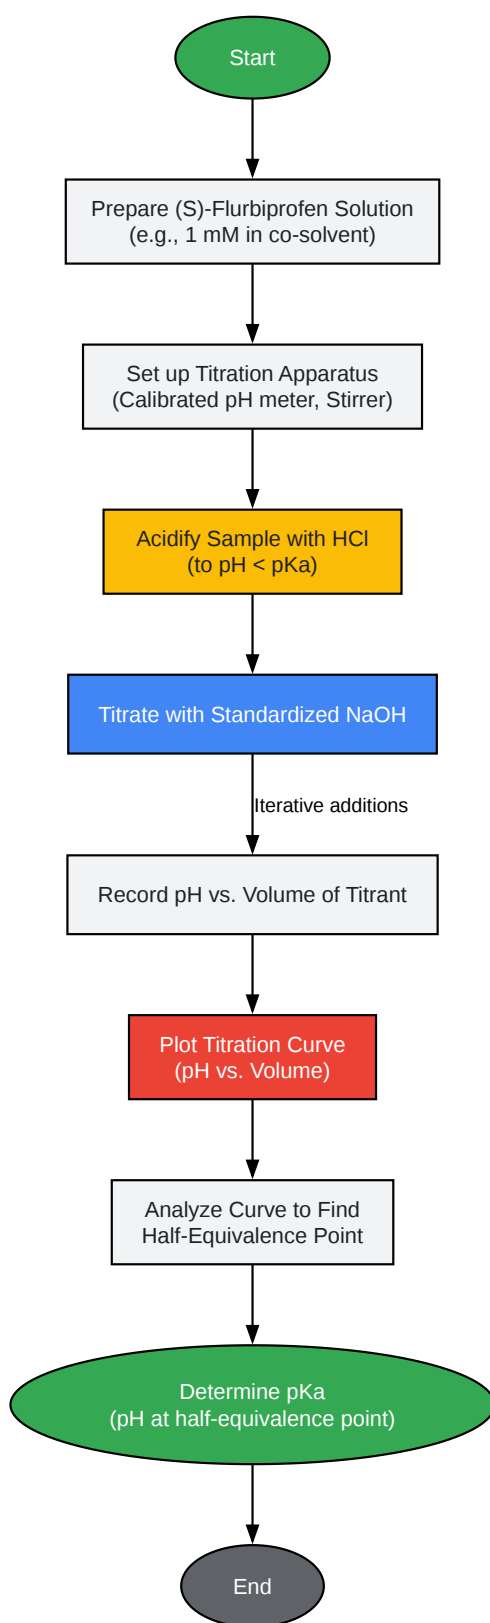 Start
Prepare (S)-Flurbiprofen Solution
(e.g., 1 mM in co-solvent)
Set up Titration Apparatus
(Calibrated pH meter, Stirrer)
Acidify Sample with HCl
(to pH < pKa)
Titrate with Standardized NaOH
Iterative additions
Record pH vs. Volume of Titrant
Plot Titration Curve
(pH vs. Volume)
Analyze Curve to Find
Half-Equivalence Point
Determine pKa
(pH at half-equivalence point)
End